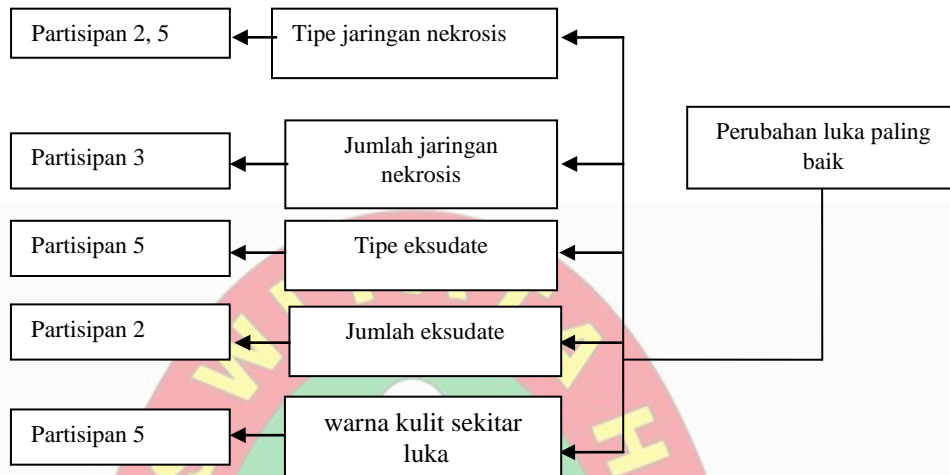 Partisipan 2, 5
Tipe jaringan nekrosis
Perubahan luka paling
baik
Partisipan 3
Jumlah jaringan
nekrosis
Partisipan 5
Tipe eksudate
Partisipan 2
Jumlah eksudate
Partisipan 5
warna kulit sekitar
luka